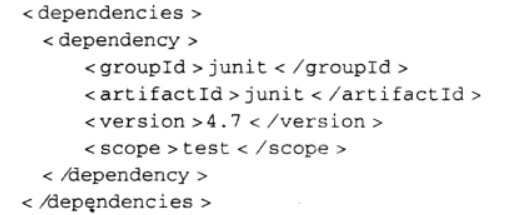 <dependencies>
<dependency>
<groupId>junit</groupId>
<artifactId>junit</artifactId>
<version>4.7</version>
<scope>test</scope>
</dependency>
</dependencies>